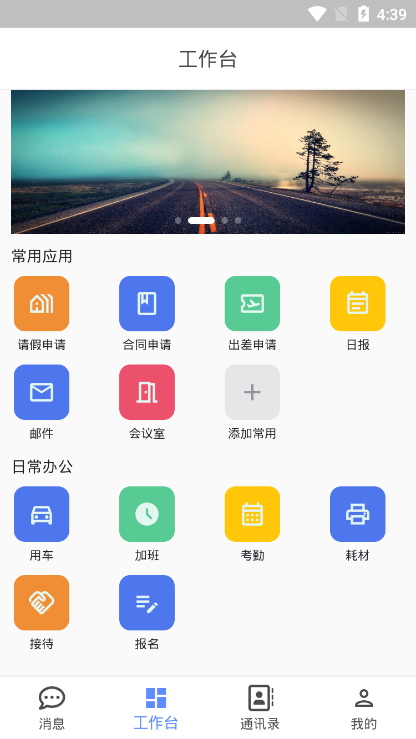 4:39
工作台
常用应用
请假申请 合同申请 出差申请 日报
邮件 会议室 添加常用
日常办公
用车 加班 考勤 耗材
接待 报名
消息 工作台 通讯录 我的